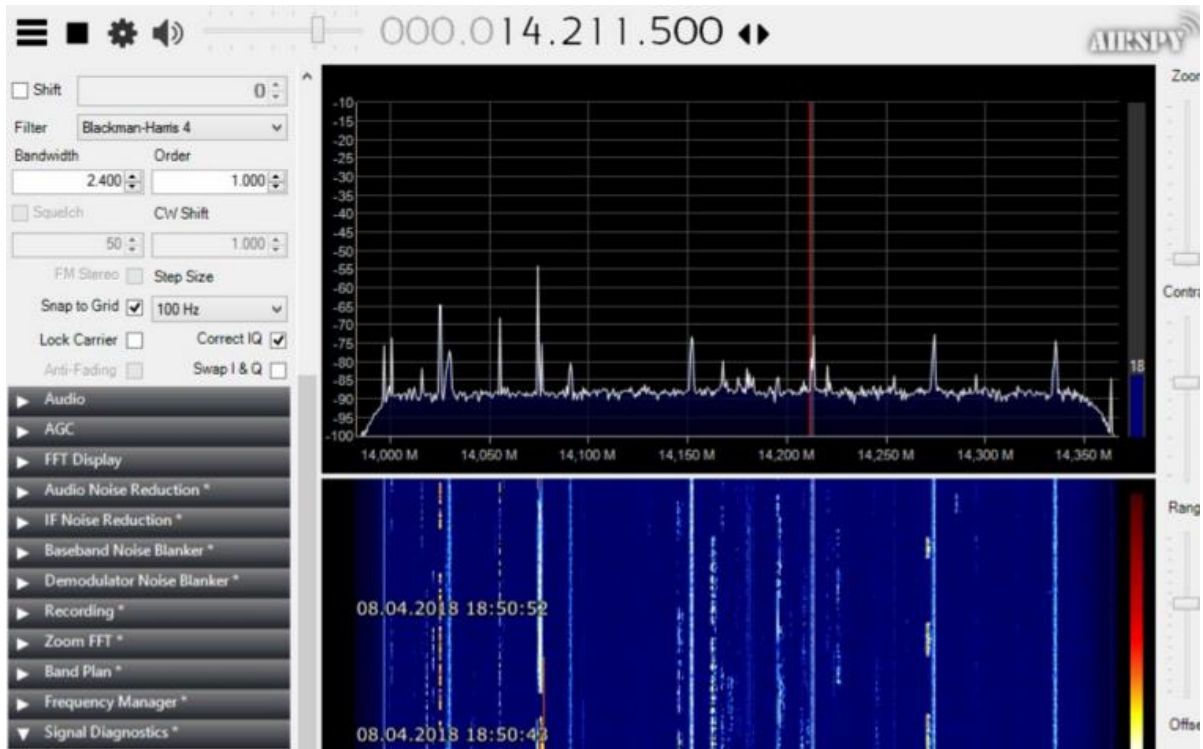 000.014.211.500
AIRSPY
Shift 0
Filter Blackman-Harris 4
Bandwidth Order
2.400 1.000
Squelch CW Shift
50 1.000
FM Stereo Step Size
Snap to Grid 100 Hz
Lock Carrier Correct IQ
Anti-Fading Swap I & Q
Audio
AGC
FFT Display
Audio Noise Reduction *
IF Noise Reduction *
Baseband Noise Blanker *
Demodulator Noise Blanker *
Recording *
Zoom FFT *
Band Plan *
Frequency Manager *
Signal Diagnostics *
-10
-15
-20
-25
-30
-35
-40
-45
-50
-55
-60
-65
-70
-75
-80
-85
-90
-95
-100
14,000 M 14,050 M 14,100 M 14,150 M 14,200 M 14,250 M 14,300 M 14,350 M
18
08.04.2018 18:50:52
08.04.2018 18:50:43
Zoom
Contra
Rang
Offse